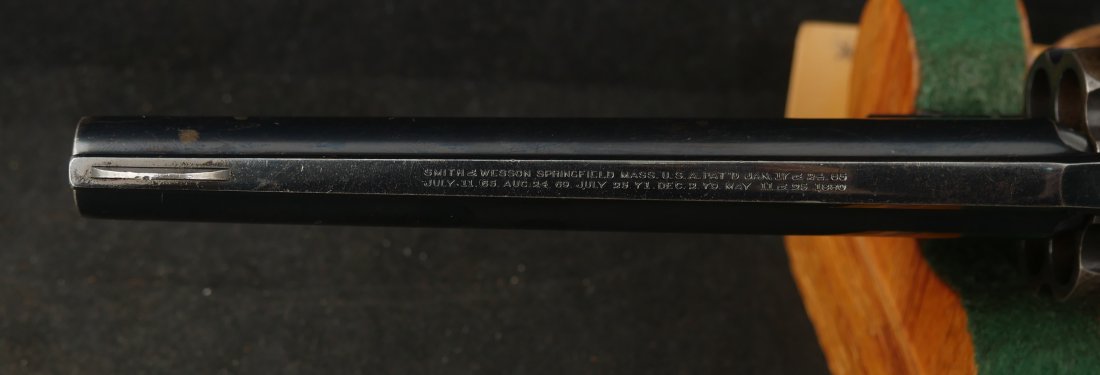 SMITH & WESSON SPRINGFIELD MASS. U.S.A. PAT'D JAN. 17 & 24. 65
JULY. 11. 65. AUG. 24. 69. JULY 25 71. DEC. 2. 79. MAY 11 & 25 1880